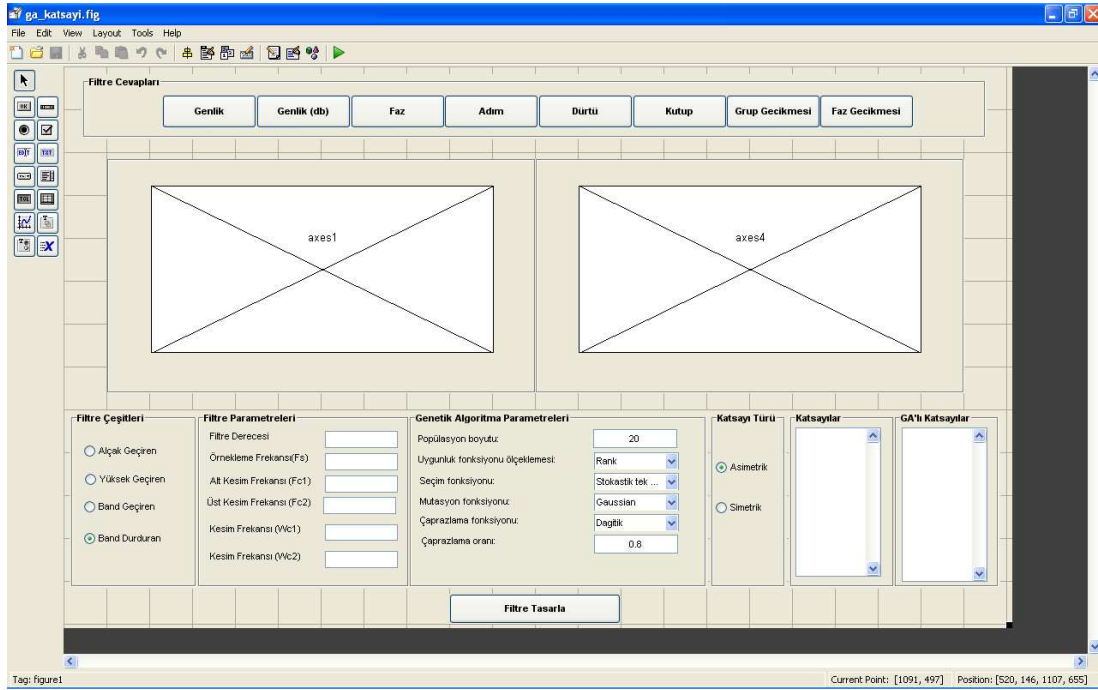 ga_katsayi.fig
File Edit View Layout Tools Help
Filtre Cevapları
Genlik Genlik (db) Faz Adım Dürtü Kutup Grup Gecikmesi Faz Gecikmesi
OK
EDIT TXT
TGL
axes1
axes4
Filtre Çeşitleri
Alçak Geçiren
Yüksek Geçiren
Band Geçiren
Band Durduran
Filtre Parametreleri
Filtre Derecesi
Örnekleme Frekansı(Fs)
Alt Kesim Frekansı (Fc1)
Üst Kesim Frekansı (Fc2)
Kesim Frekansı (Wc1)
Kesim Frekansı (Wc2)
Genetik Algoritma Parametreleri
Popülasyon boyutu: 20
Uygunluk fonksiyonu ölçeklemesi: Rank
Seçim fonksiyonu: Stokastik tek ...
Mutasyon fonksiyonu: Gaussian
Çaprazlama fonksiyonu: Dagitik
Çaprazlama oranı: 0.8
Katsayı Türü
Asimetrik
Simetrik
Katsayılar
GA'lı Katsayılar
Filtre Tasarla
Tag: figure1 Current Point: [1091, 497] Position: [520, 146, 1107, 655]